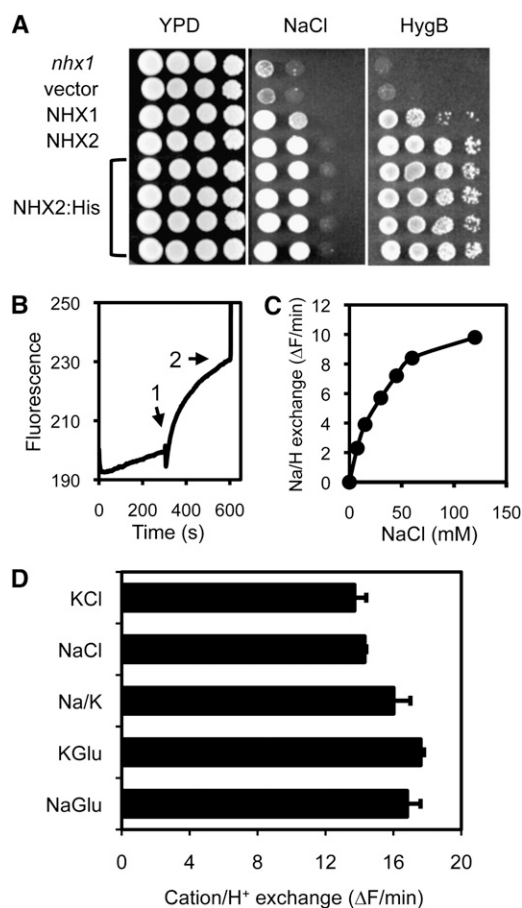 A
YPD NaCl HygB
nhx1
vector
NHX1
NHX2
NHX2:His
B
Fluorescence
250
230
210
190
1
2
0 200 400 600
Time (s)
C
Na/H exchange (ΔF/min)
12
10
8
6
4
2
0
0 50 100 150
NaCl (mM)
D
KCl
NaCl
Na/K
KGlu
NaGlu
0 4 8 12 16 20
Cation/H⁺ exchange (ΔF/min)